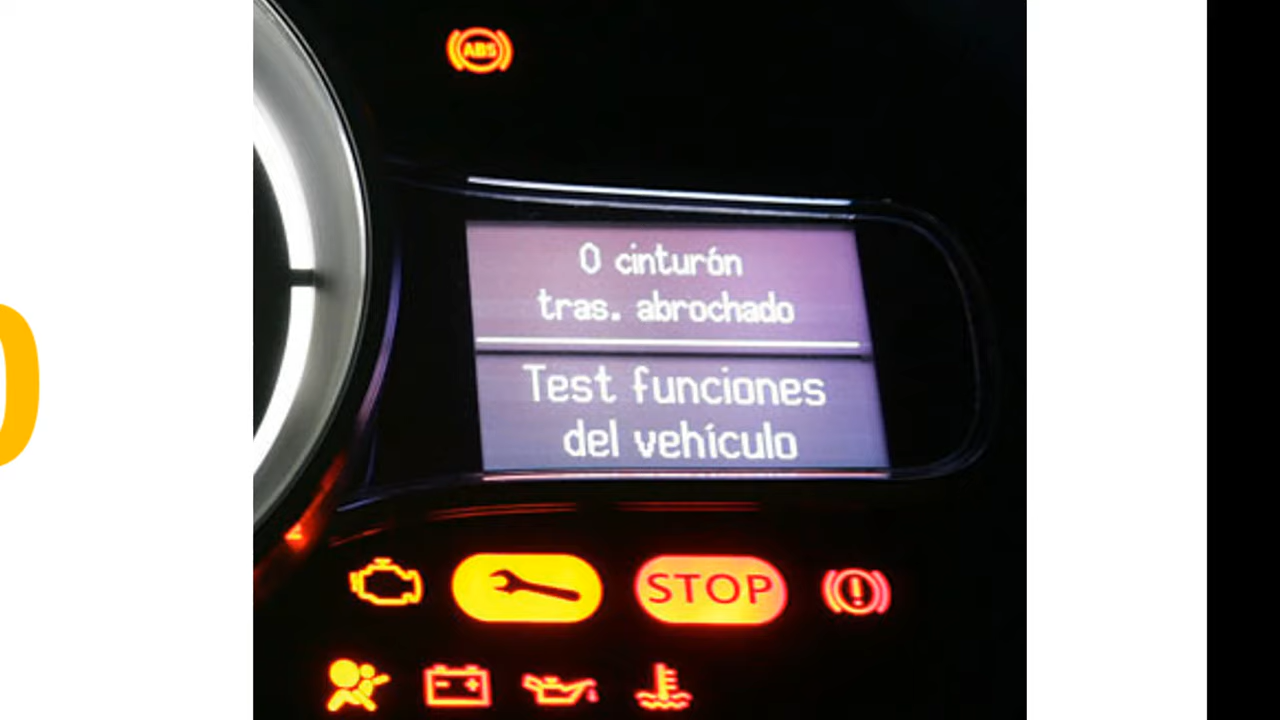 ABS
0 cinturón
tras. abrochado
Test funciones
del vehículo
STOP